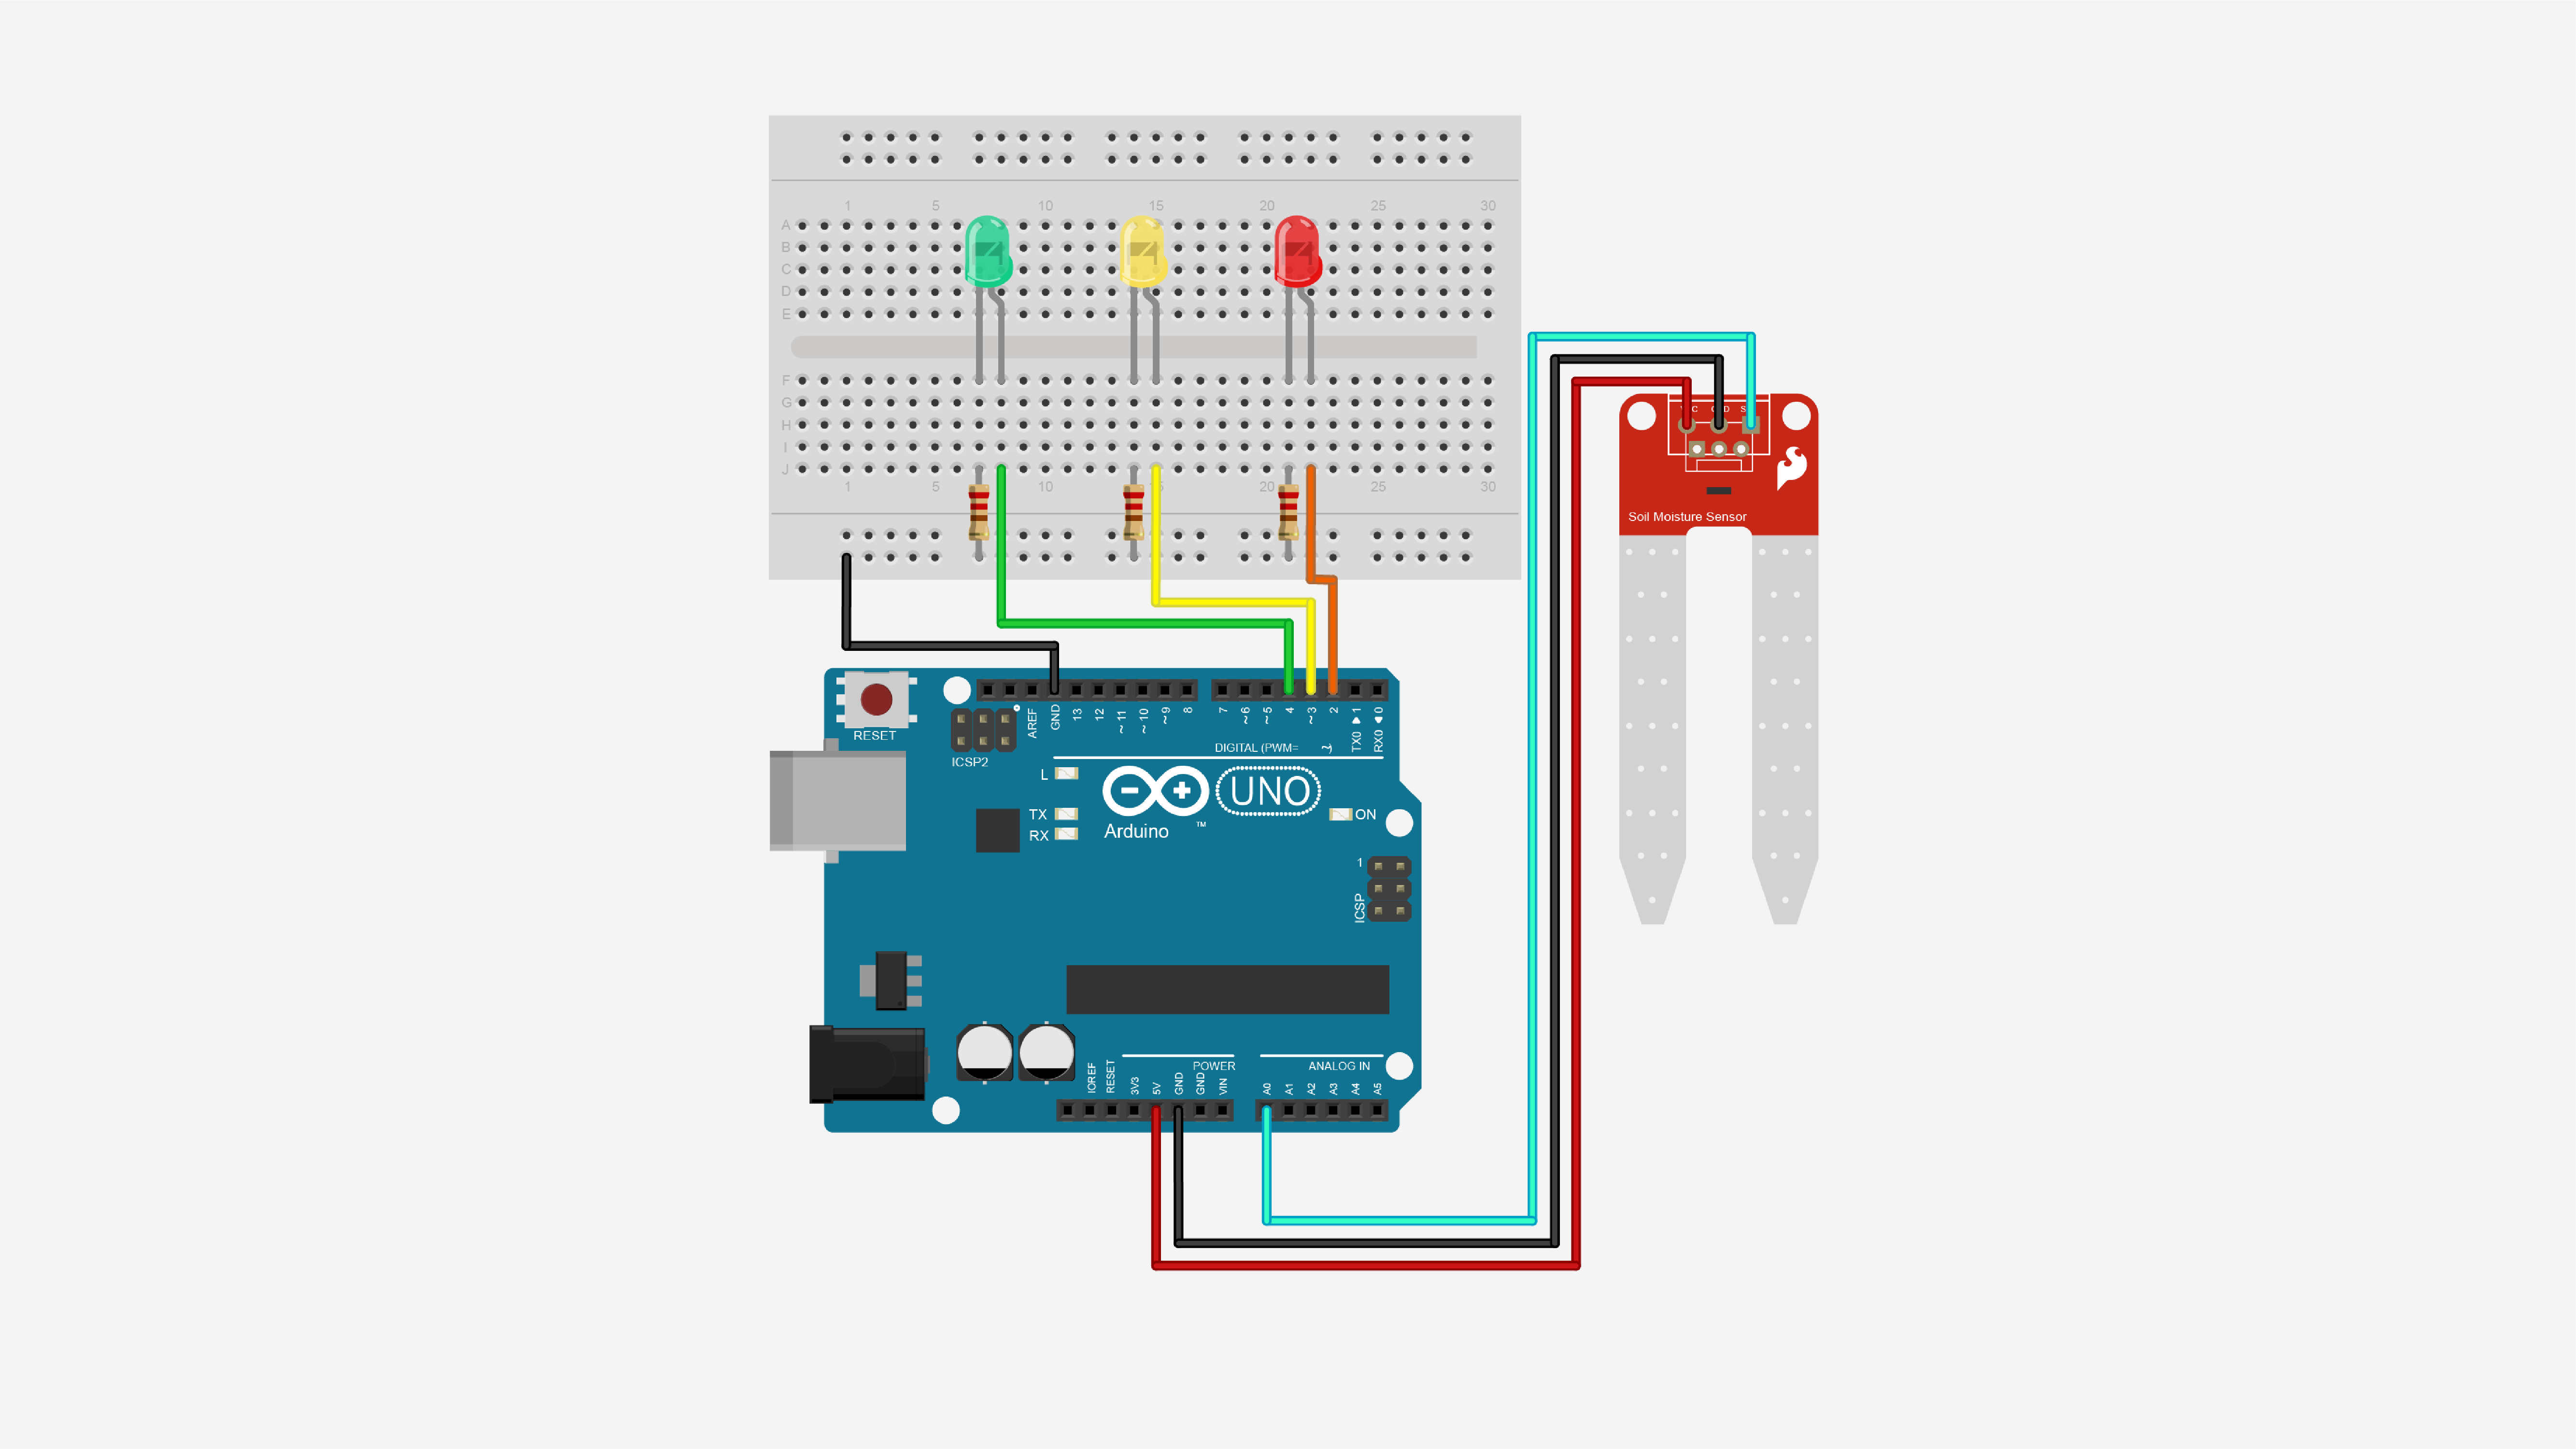 1 5 10 15 20 25 30
A
B
C
D
E
F
G
H
I
J
1 5 10 20 25 30
Soil Moisture Sensor
RESET
ICSP2
AREF GND 13 12 ~11 ~10 ~9 8 7 ~6 ~5 4 ~3 2 TX0 ▶ 1 RX0 ◀ 0
DIGITAL (PWM= ~)
L
TX
RX
UNO
Arduino ™
ON
1
ICSP
POWER
ANALOG IN
IOREF RESET 3V3 5V GND GND VIN A0 A1 A2 A3 A4 A5